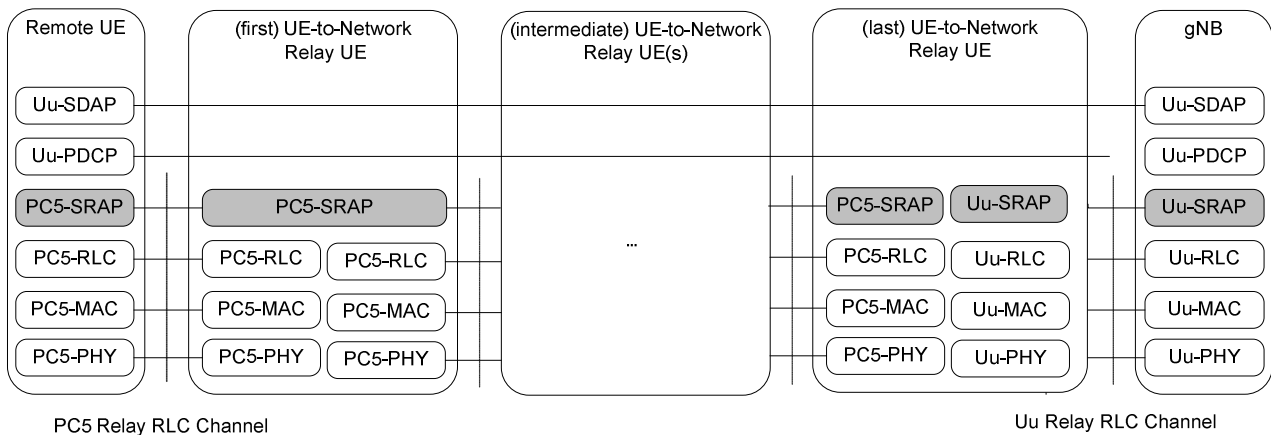 Remote UE
(first) UE-to-Network
Relay UE
(intermediate) UE-to-Network
Relay UE(s)
(last) UE-to-Network
Relay UE
gNB
Uu-SDAP
Uu-SDAP
Uu-PDCP
Uu-PDCP
PC5-SRAP
PC5-SRAP
PC5-SRAP
Uu-SRAP
Uu-SRAP
PC5-RLC
PC5-RLC
PC5-RLC
...
PC5-RLC
Uu-RLC
Uu-RLC
PC5-MAC
PC5-MAC
PC5-MAC
PC5-MAC
Uu-MAC
Uu-MAC
PC5-PHY
PC5-PHY
PC5-PHY
PC5-PHY
Uu-PHY
Uu-PHY
PC5 Relay RLC Channel
Uu Relay RLC Channel